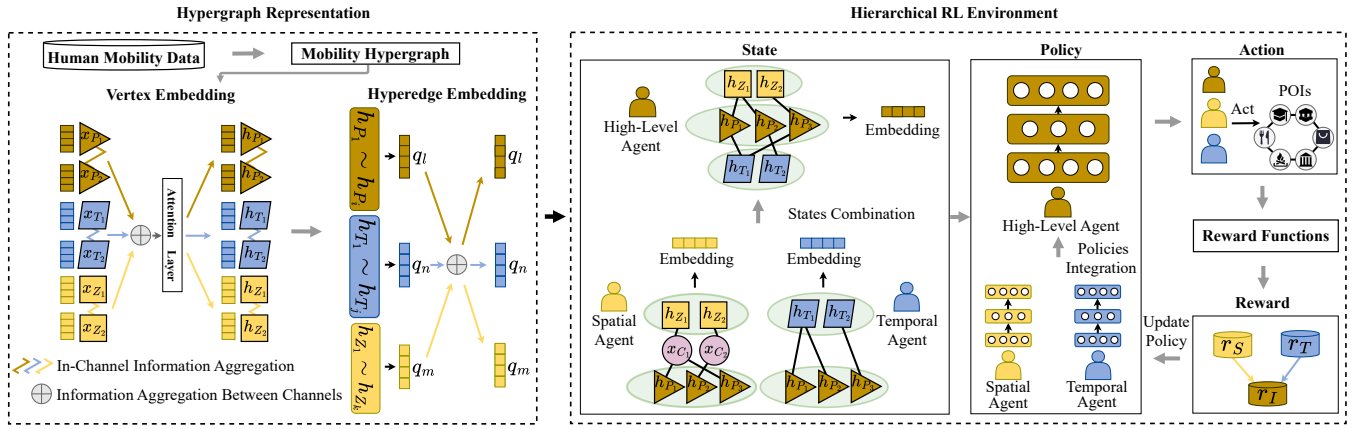 Hypergraph Representation
Human Mobility Data
Mobility Hypergraph
Vertex Embedding
Hyperedge Embedding
x_{P_1}
x_{P_2}
x_{T_1}
x_{T_2}
x_{Z_1}
x_{Z_2}
Attention Layer
h_{P_1}
h_{P_2}
h_{T_1}
h_{T_2}
h_{Z_1}
h_{Z_2}
h_{P_1} ~ h_{P_i}
h_{T_1} ~ h_{T_j}
h_{Z_1} ~ h_{Z_k}
q_l
q_n
q_m
q_l
q_n
q_m
In-Channel Information Aggregation
Information Aggregation Between Channels
Hierarchical RL Environment
State
High-Level
Agent
h_{Z_1} h_{Z_2}
h_{P_1} h_{P_2} h_{P_3}
h_{T_1} h_{T_2}
Embedding
States Combination
Embedding
Embedding
Spatial
Agent
h_{Z_1} h_{Z_2}
x_{C_1} x_{C_2}
h_{P_1} h_{P_2} h_{P_3}
h_{T_1} h_{T_2}
h_{P_1} h_{P_2} h_{P_3}
Temporal
Agent
Policy
High-Level Agent
Policies
Integration
Spatial
Agent
Temporal
Agent
Action
Act
POIs
Reward Functions
Reward
Update
Policy
r_S
r_T
r_I